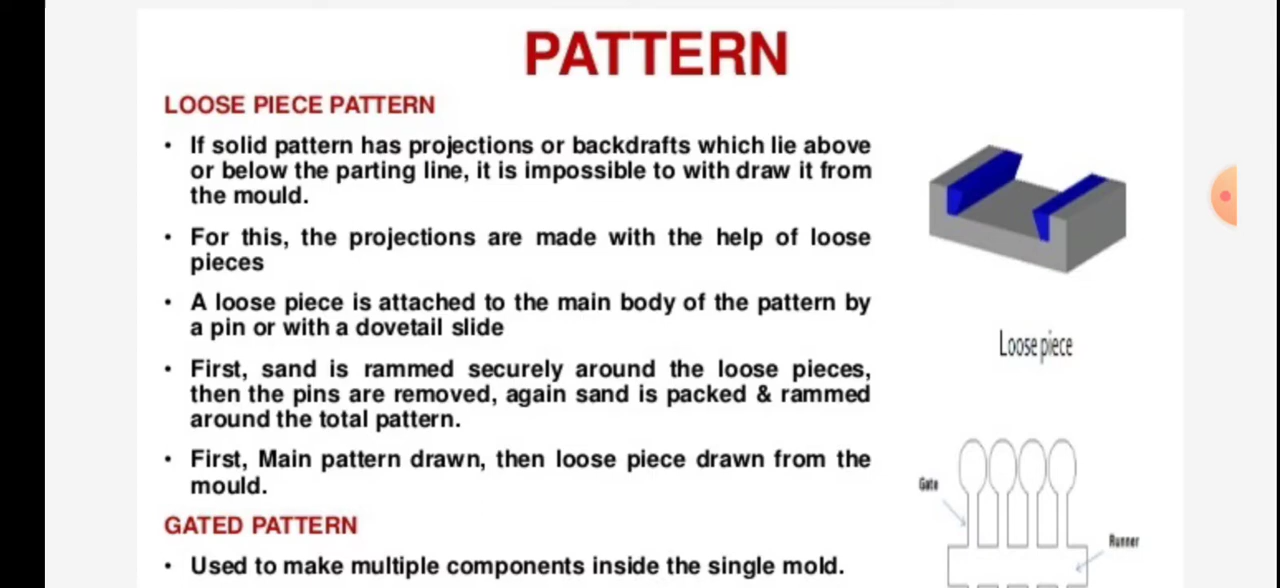 PATTERN
LOOSE PIECE PATTERN
• If solid pattern has projections or backdrafts which lie above
or below the parting line, it is impossible to with draw it from
the mould.
• For this, the projections are made with the help of loose
pieces
• A loose piece is attached to the main body of the pattern by
a pin or with a dovetail slide
• First, sand is rammed securely around the loose pieces,
then the pins are removed, again sand is packed & rammed
around the total pattern.
• First, Main pattern drawn, then loose piece drawn from the
mould.
GATED PATTERN
• Used to make multiple components inside the single mold.
Loose piece
Gate
Runner